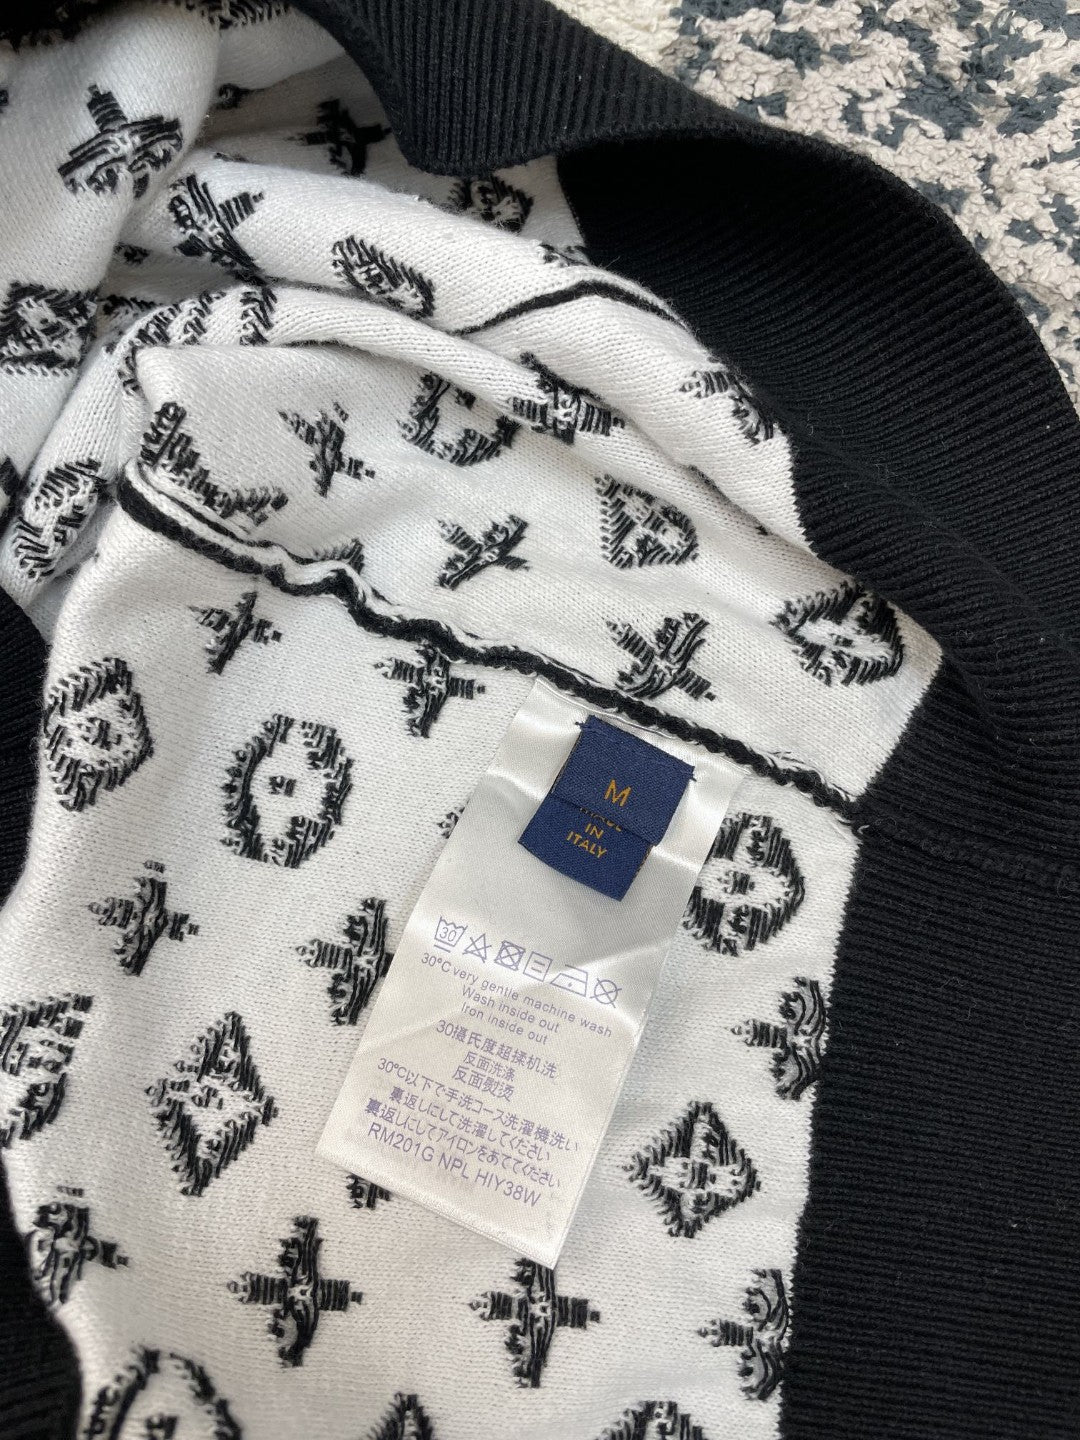 M
IN
ITALY
30
30°C very gentle machine wash
Wash inside out
Iron inside out
30摄氏度超揉机洗
反面洗涤
反面熨烫
30℃以下で手洗コース洗濯機洗い
裏返しにして洗濯してください
裏返しにしてアイロンをあててください
RM201G NPL HIY38W